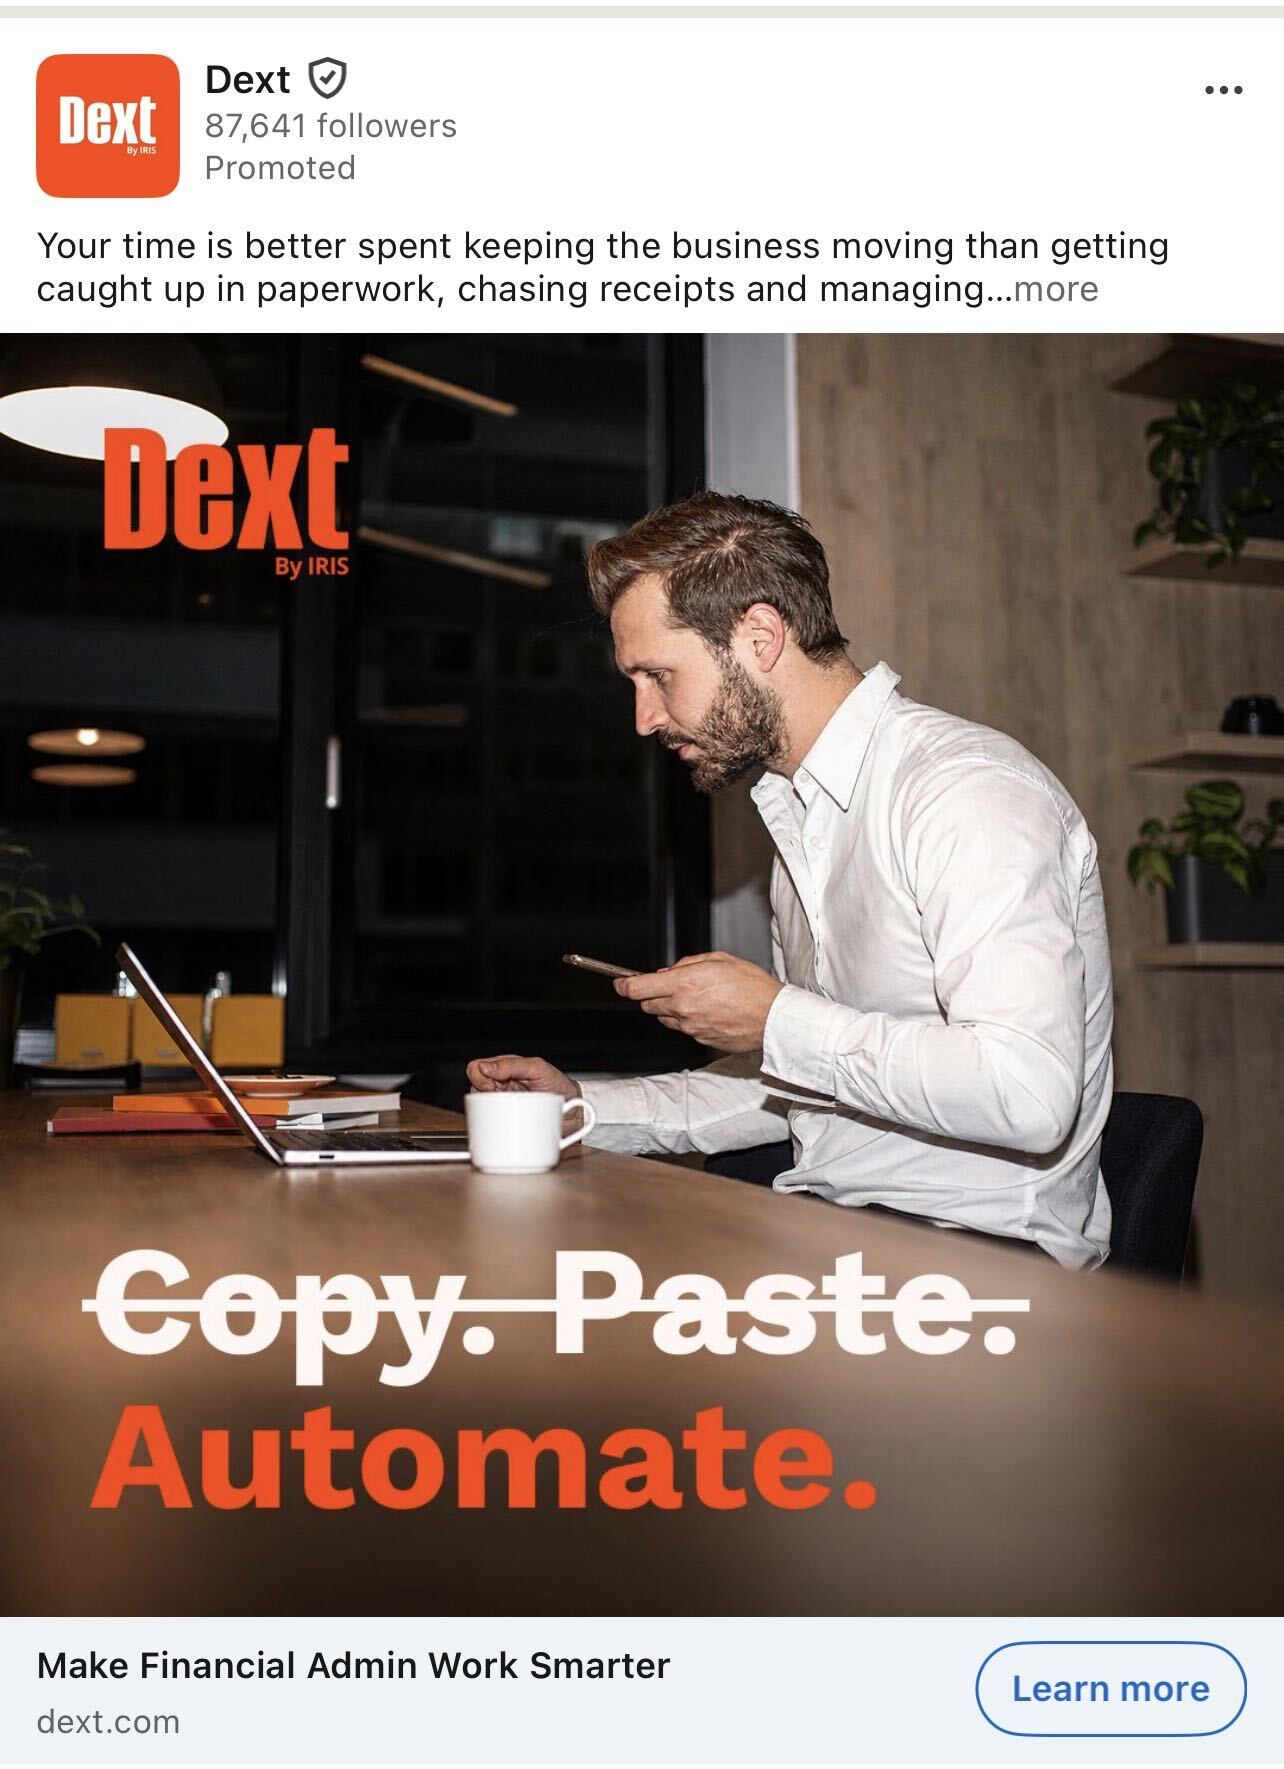 Dext
By IRIS
Dext
87,641 followers
Promoted
Your time is better spent keeping the business moving than getting
caught up in paperwork, chasing receipts and managing...more
Dext
By IRIS
Copy. Paste.
Automate.
Make Financial Admin Work Smarter
dext.com
Learn more